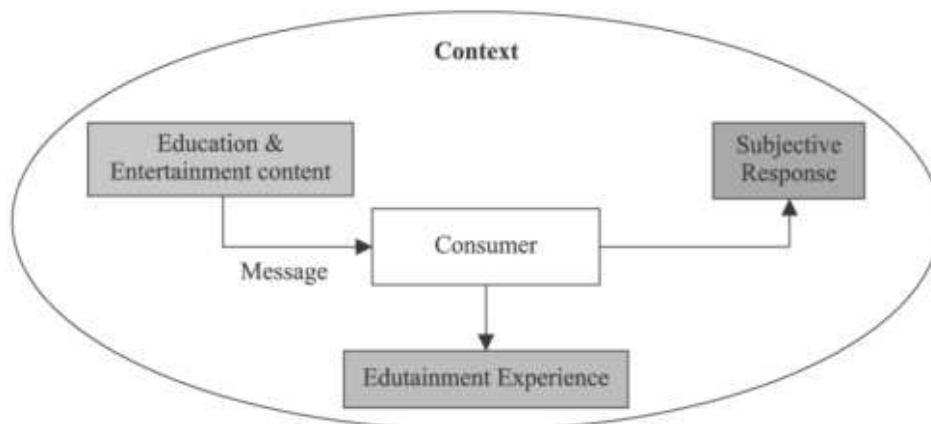 Context
Education &
Entertainment content
Subjective
Response
Consumer
Message
Edutainment Experience